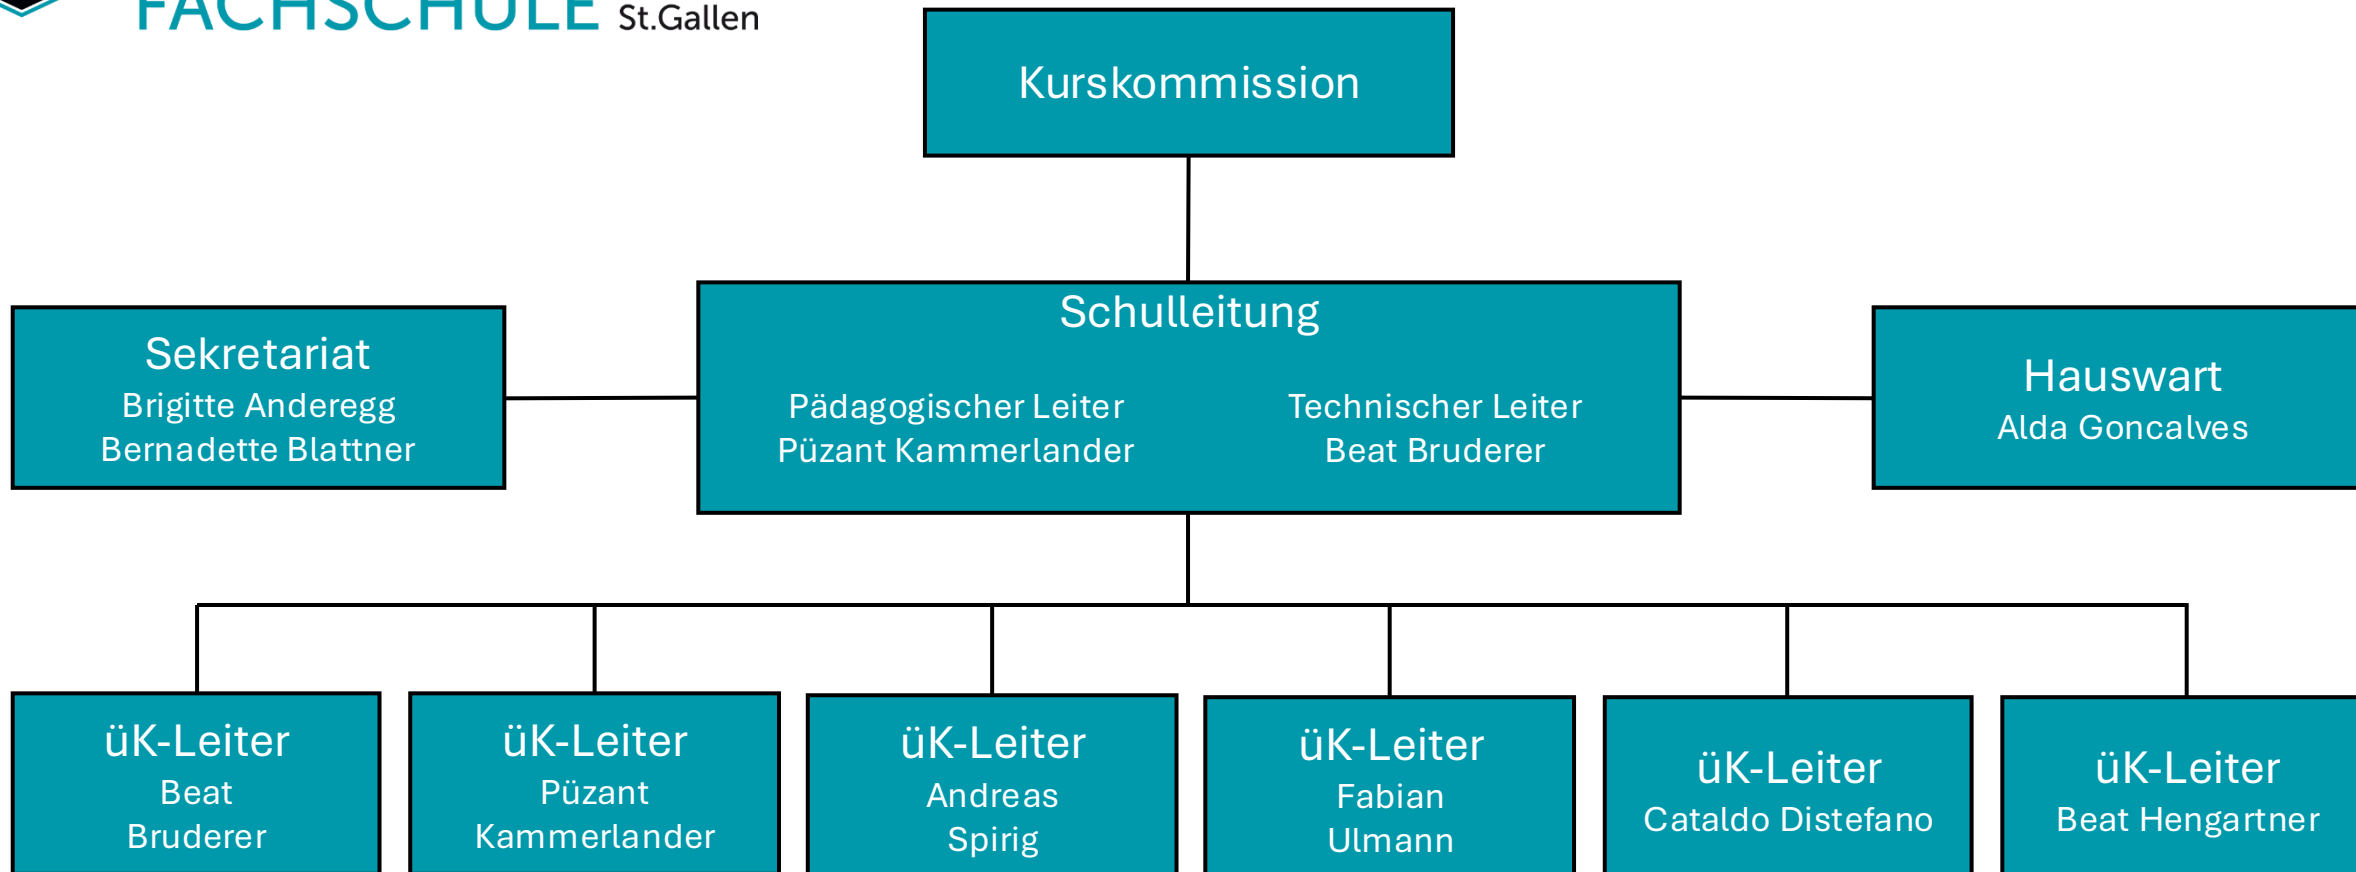 FACHSCHULE St.Gallen
Kurskommission
Schulleitung
Pädagogischer Leiter
Püzant Kammerlander
Technischer Leiter
Beat Bruderer
Sekretariat
Brigitte Anderegg
Bernadette Blattner
Hauswart
Alda Goncalves
üK-Leiter
Beat
Bruderer
üK-Leiter
Püzant
Kammerlander
üK-Leiter
Andreas
Spirig
üK-Leiter
Fabian
Ulmann
üK-Leiter
Cataldo Distefano
üK-Leiter
Beat Hengartner